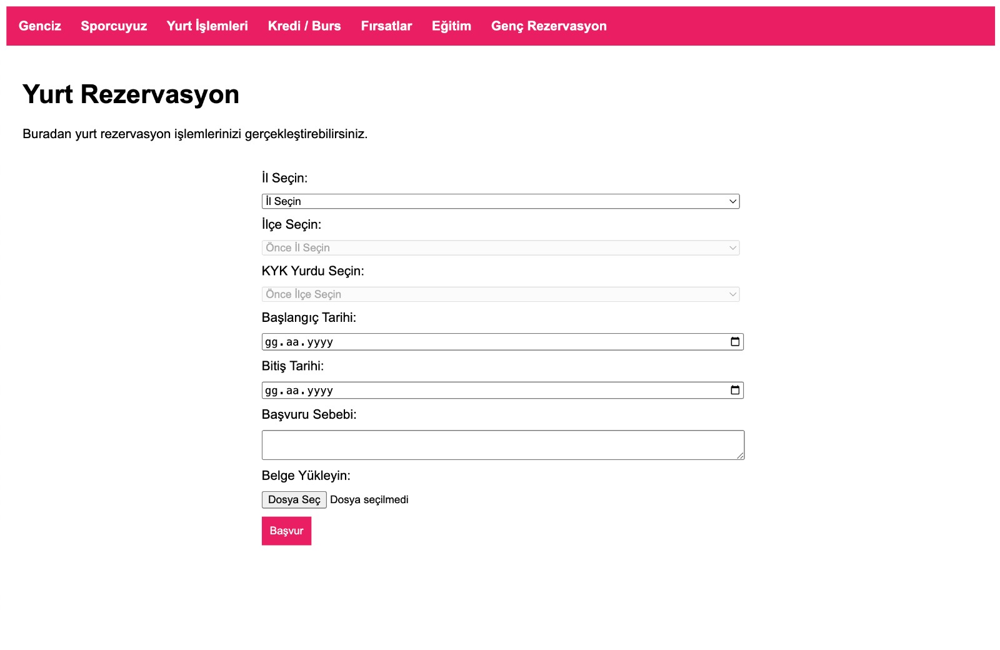 Genciz Sporcuyuz Yurt İşlemleri Kredi / Burs Fırsatlar Eğitim Genç Rezervasyon
Yurt Rezervasyon
Buradan yurt rezervasyon işlemlerinizi gerçekleştirebilirsiniz.
İl Seçin:
İl Seçin
İlçe Seçin:
Önce İl Seçin
KYK Yurdu Seçin:
Önce İlçe Seçin
Başlangıç Tarihi:
gg.aa.yyyy
Bitiş Tarihi:
gg.aa.yyyy
Başvuru Sebebi:
Belge Yükleyin:
Dosya Seç Dosya seçilmedi
Başvur